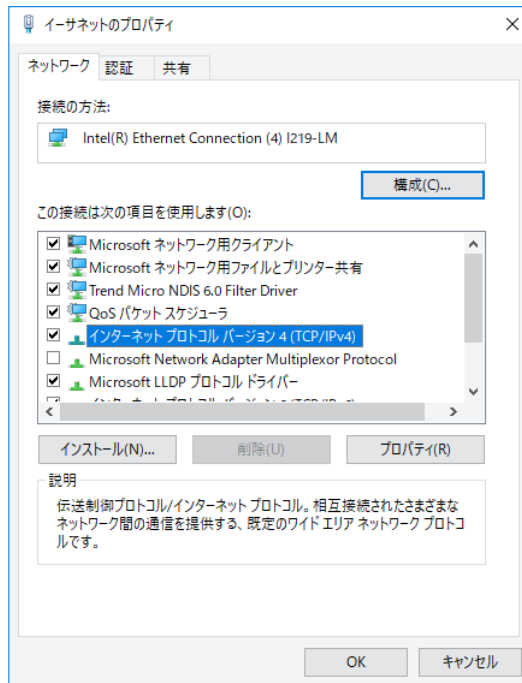 イーサネットのプロパティ
ネットワーク 認証 共有
接続の方法:
Intel(R) Ethernet Connection (4) I219-LM
構成(C)...
この接続は次の項目を使用します(O):
Microsoft ネットワーク用クライアント
Microsoft ネットワーク用ファイルとプリンター共有
Trend Micro NDIS 6.0 Filter Driver
QoS パケット スケジューラ
インターネット プロトコル バージョン 4 (TCP/IPv4)
Microsoft Network Adapter Multiplexor Protocol
Microsoft LLDP プロトコル ドライバー
インストール(N)... 削除(U) プロパティ(R)
説明
伝送制御プロトコル/インターネット プロトコル。相互接続されたさまざまな
ネットワーク間の通信を提供する、既定のワイド エリア ネットワーク プロトコ
ルです。
OK キャンセル